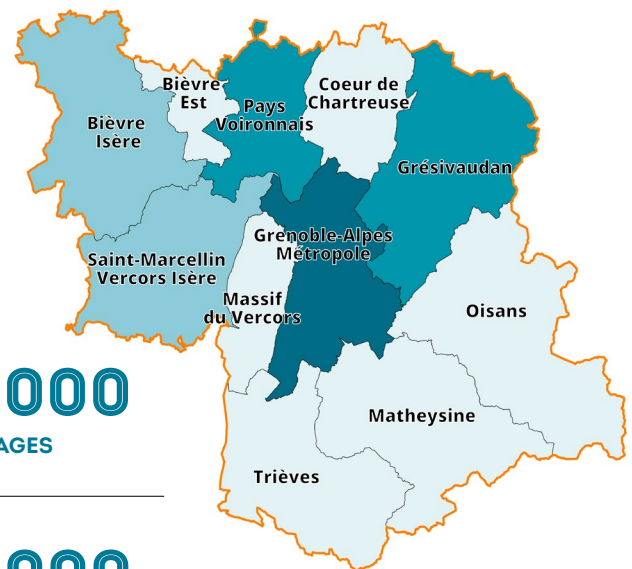 Bièvre
Est
Coeur de
Chartreuse
Pays
Voironnais
Bièvre
Isère
Grésivaudan
Grenoble-Alpes
Métropole
Saint-Marcellin
Vercors Isère
Massif
du Vercors
Oisans
000
AGES
Matheysine
Trièves
000